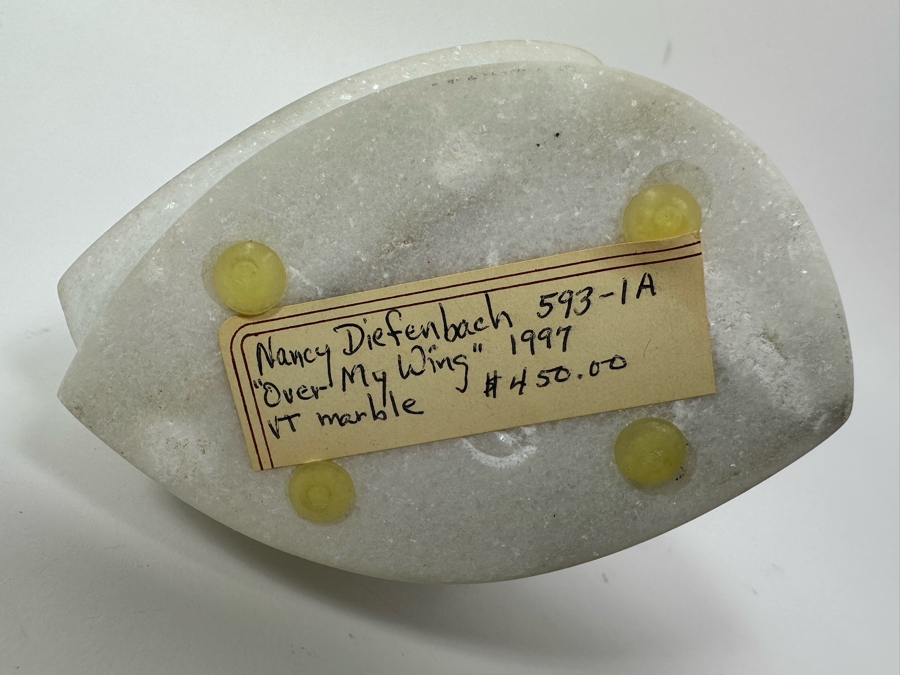 Nancy Diefenbach 593-1A
"Over My Wing" 1997
VT marble $450.00